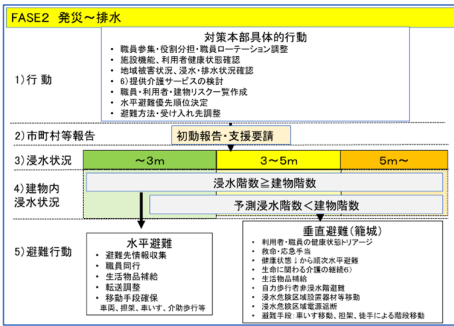 FASE2 発災～排水
対策本部具体的行動
・ 職員参集・役割分担・職員ローテーション調整
・ 施設機能、利用者健康状態確認
・ 地域被害状況、浸水・排水状況確認
・ 6)提供介護サービスの検討
・ 職員・利用者・建物リスク一覧作成
・ 水平避難優先順位決定
・ 避難方法・受け入れ先調整
1)行 動
2)市町村等報告
初動報告・支援要請
3)浸水状況
～3m
3～5m
5m～
4)建物内
浸水状況
浸水階数≧建物階数
予測浸水階数＜建物階数
5)避難行動
水平避難
・ 避難先情報収集
・ 職員同行
・ 生活物品補給
・ 転送調整
・ 移動手段確保
車両、担架、車いす、介助歩行等
垂直避難(籠城)
・ 利用者・職員の健康状態トリアージ
・ 救命・応急手当
・ 健康状態↓から順次水平避難
・ 生命に関わる介護の継続6)
・ 生活物品補給
・ 自力歩行者非浸水階避難
・ 浸水危険区域設置器材等移動
・ 浸水危険区域電源遮断
・ 避難手段:車いす移動、担架、徒手による階段移動